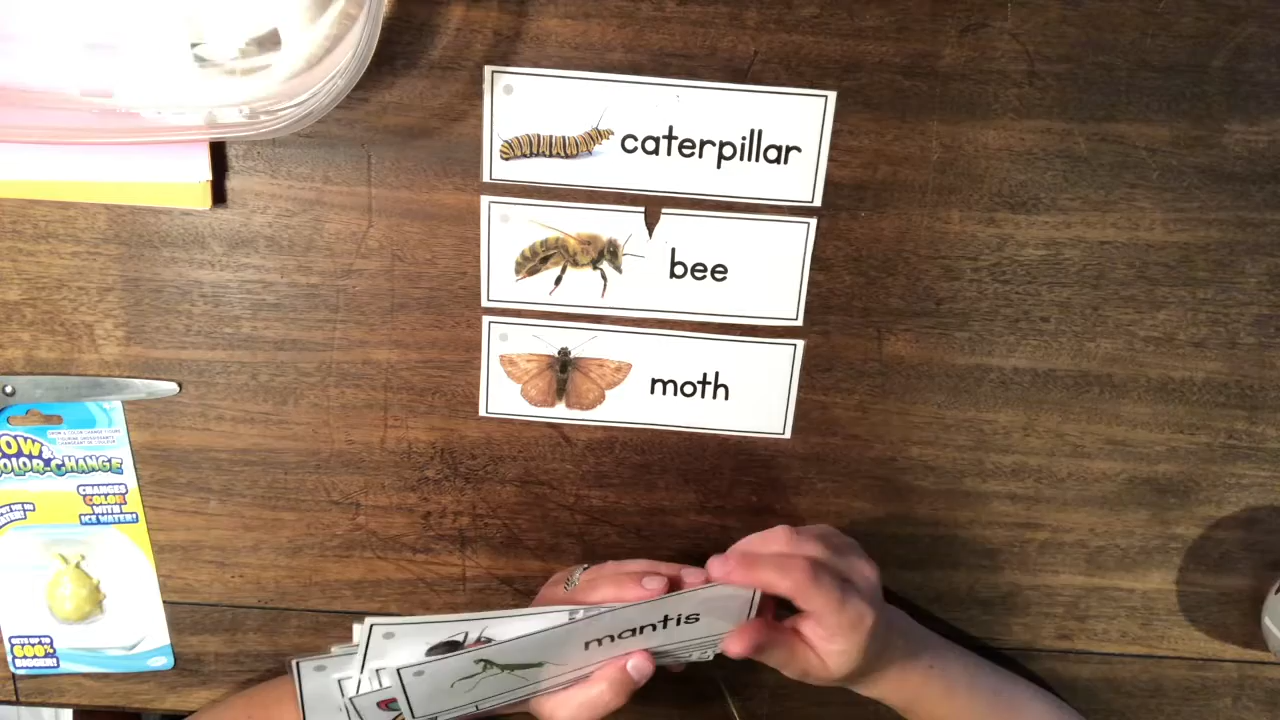 caterpillar
bee
moth
mantis
OW &
OLOR-CHANGE
CHANGES
COLOR
WITH
ICE WATER!
GETS UP TO
600%
BIGGER!